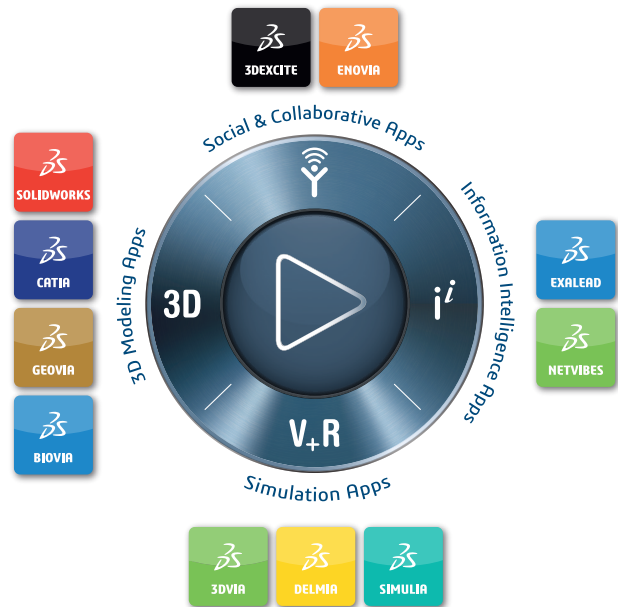 3DEXCITE
ENOVIA
Social & Collaborative Apps
SOLIDWORKS
CATIA
GEOVIA
BIOVIA
3D Modeling Apps
3D
i i
V+R
Information Intelligence Apps
EXALEAD
NETVIBES
Simulation Apps
3DVIA
DELMIA
SIMULIA